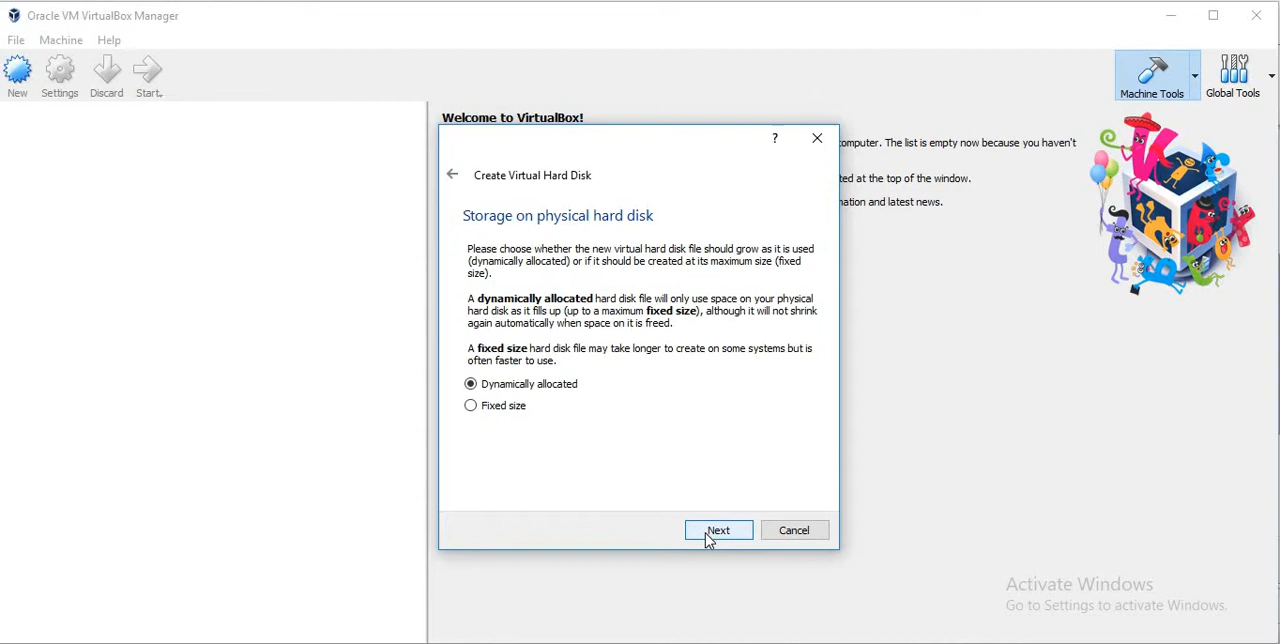 Oracle VM VirtualBox Manager
File Machine Help
New Settings Discard Start
Machine Tools Global Tools
Welcome to VirtualBox!
computer. The list is empty now because you haven't
ted at the top of the window.
mation and latest news.
? 
Create Virtual Hard Disk
Storage on physical hard disk
Please choose whether the new virtual hard disk file should grow as it is used
(dynamically allocated) or if it should be created at its maximum size (fixed
size).
A dynamically allocated hard disk file will only use space on your physical
hard disk as it fills up (up to a maximum fixed size), although it will not shrink
again automatically when space on it is freed.
A fixed size hard disk file may take longer to create on some systems but is
often faster to use.
Dynamically allocated
Fixed size
Next Cancel
Activate Windows
Go to Settings to activate Windows.